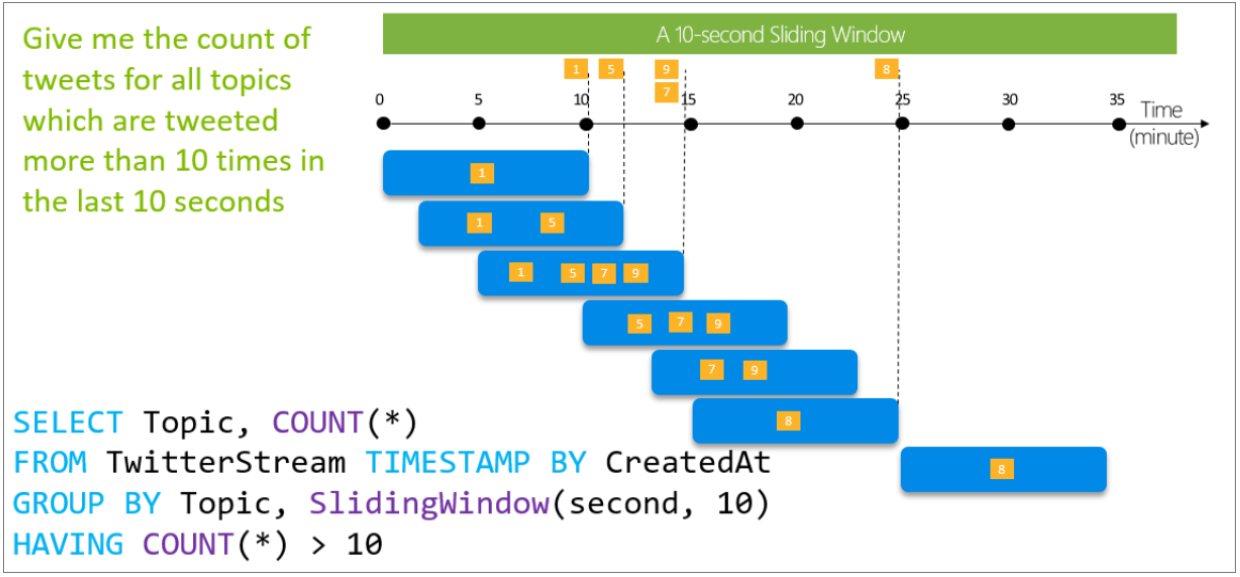 Give me the count of
tweets for all topics
which are tweeted
more than 10 times in
the last 10 seconds
A 10-second Sliding Window
1 5 9 8
7
0 5 10 15 20 25 30 35
Time
(minute)
1
1 5
1 5 7 9
5 7 9
7 9
8
8
SELECT Topic, COUNT(*)
FROM TwitterStream TIMESTAMP BY CreatedAt
GROUP BY Topic, SlidingWindow(second, 10)
HAVING COUNT(*) > 10